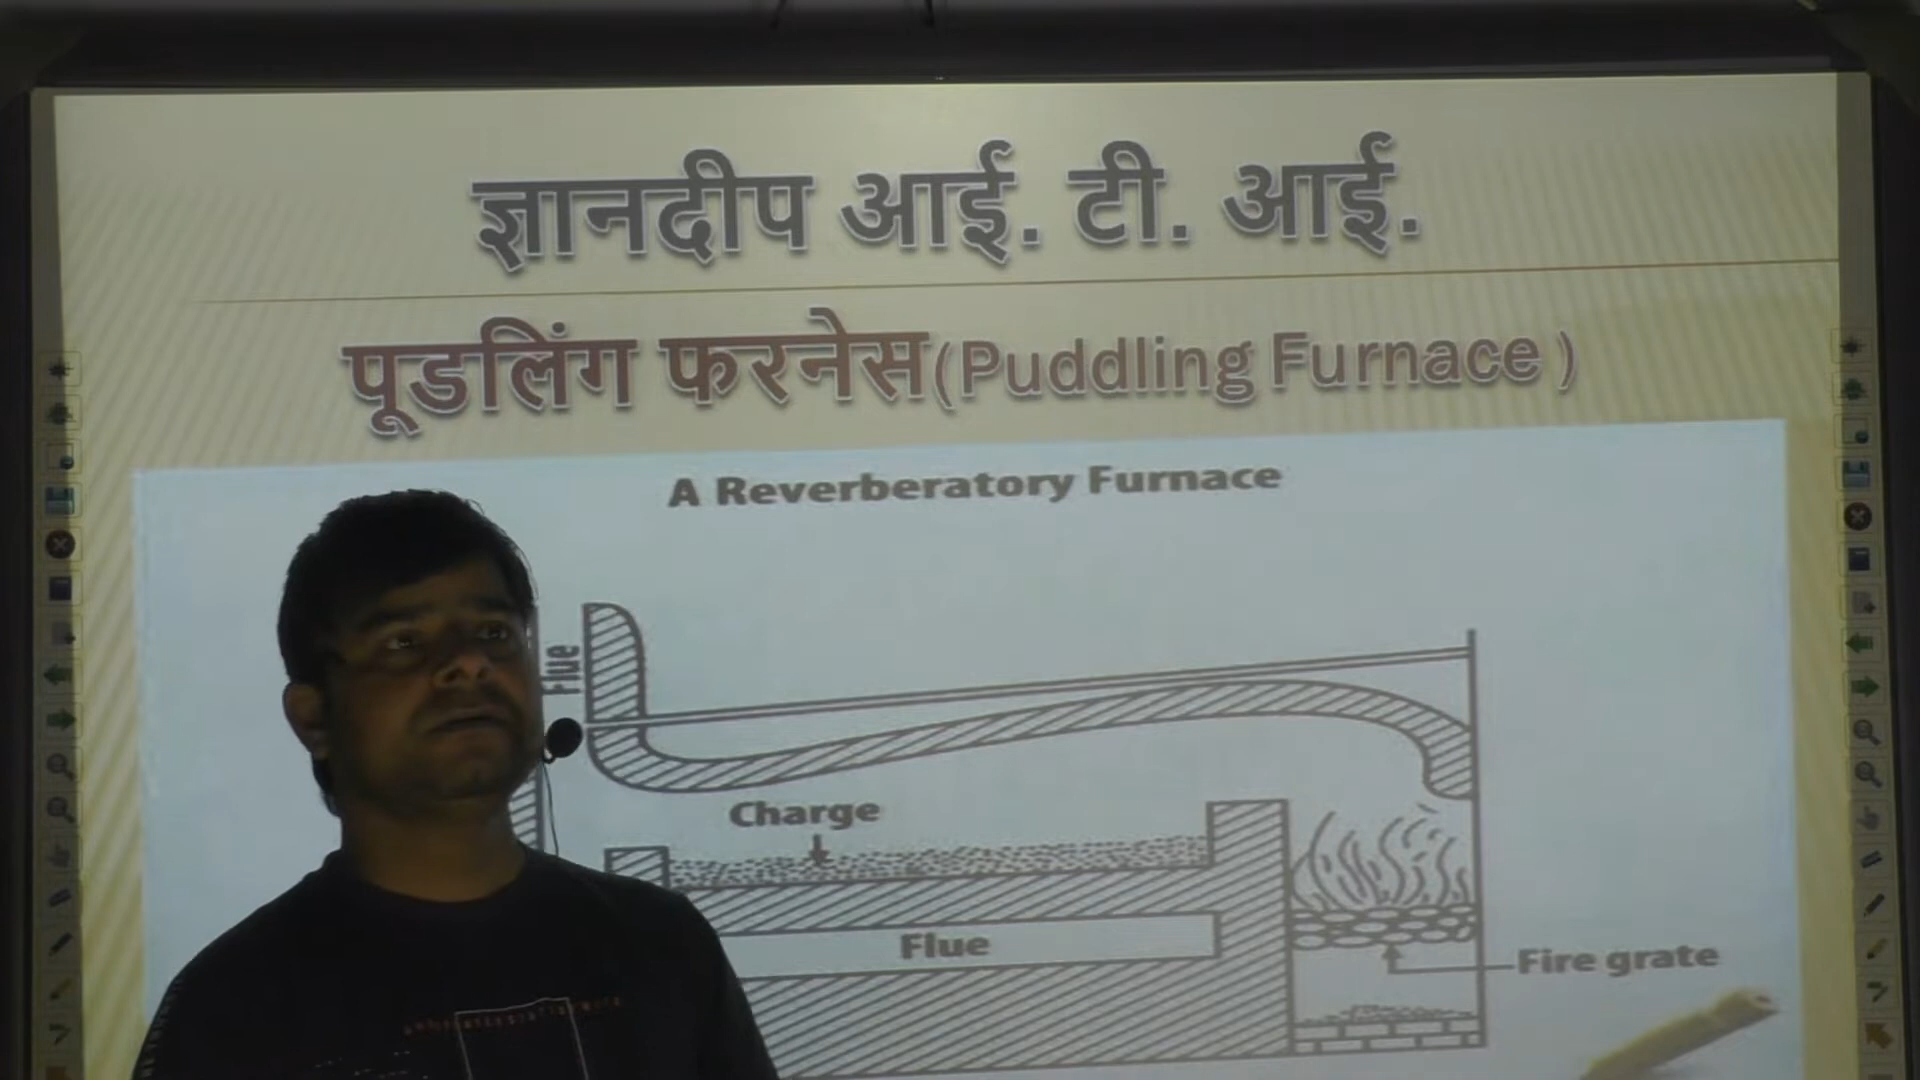 ज्ञानदीप आई. टी. आई.
पूडलिंग फरनेस(Puddling Furnace )
A Reverberatory Furnace
Flue
Charge
Flue
Fire grate